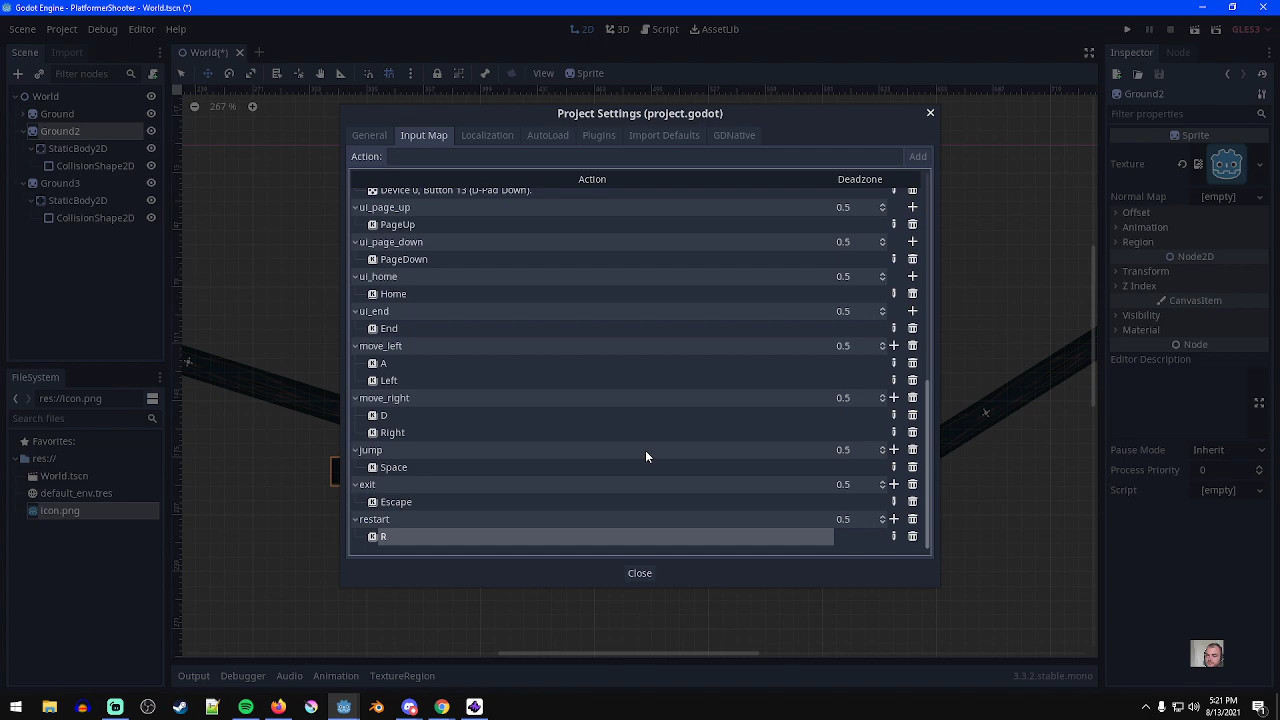 Godot Engine - PlatformerShooter - World.tscn (*)
Scene Project Debug Editor Help
2D 3D Script AssetLib
GLES3
Scene Import
World(*)
Inspector Node
Filter nodes
View Sprite
Ground2
World
267 %
Filter properties
Ground
Ground2
StaticBody2D
CollisionShape2D
Ground3
StaticBody2D
CollisionShape2D
Project Settings (project.godot)
General Input Map Localization AutoLoad Plugins Import Defaults GDNative
Action: Add
Action Deadzone
Device 0, Button 13 (D-Pad Down).
ui_page_up 0.5
PageUp
ui_page_down 0.5
PageDown
ui_home 0.5
Home
ui_end 0.5
End
move_left 0.5
A
Left
move_right 0.5
D
Right
jump 0.5
Space
exit 0.5
Escape
restart 0.5
R
Close
Sprite
Texture
Normal Map [empty]
Offset
Animation
Region
Node2D
Transform
Z Index
CanvasItem
Visibility
Material
Node
Editor Description
Pause Mode Inherit
Process Priority 0
Script [empty]
FileSystem
res://icon.png
Search files
Favorites:
res://
World.tscn
default_env.tres
icon.png
Output Debugger Audio Animation TextureRegion
3.3.2.stable.mono
5:21 PM
8/13/2021